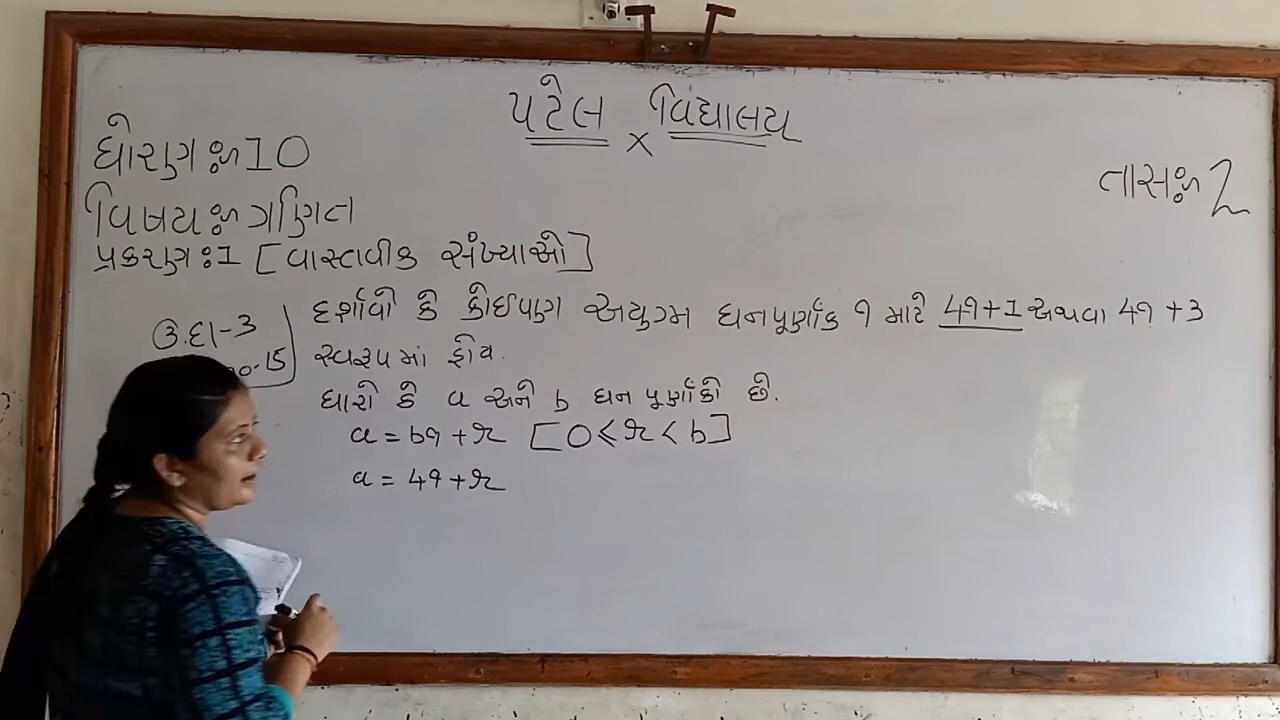 પટેલ × વિદ્યાલય
ધોરણ ઃ 10
તાસઃ 2
વિષય ઃ ગણિત
પ્રકરણ ઃ 1 [વાસ્તવીક સંખ્યાઓ]
ઉ.દા-3
દર્શાવો કે કોઈપણ અયુગ્મ ઘનપૂર્ણાંક q માટે 4q+1 અથવા 4q+3
સ્વરૂપમાં હોય.
ધારો કે a અને b ધન પૂર્ણાંકો છે.
a = bq + r [0 ≤ r < b]
a = 4q + r